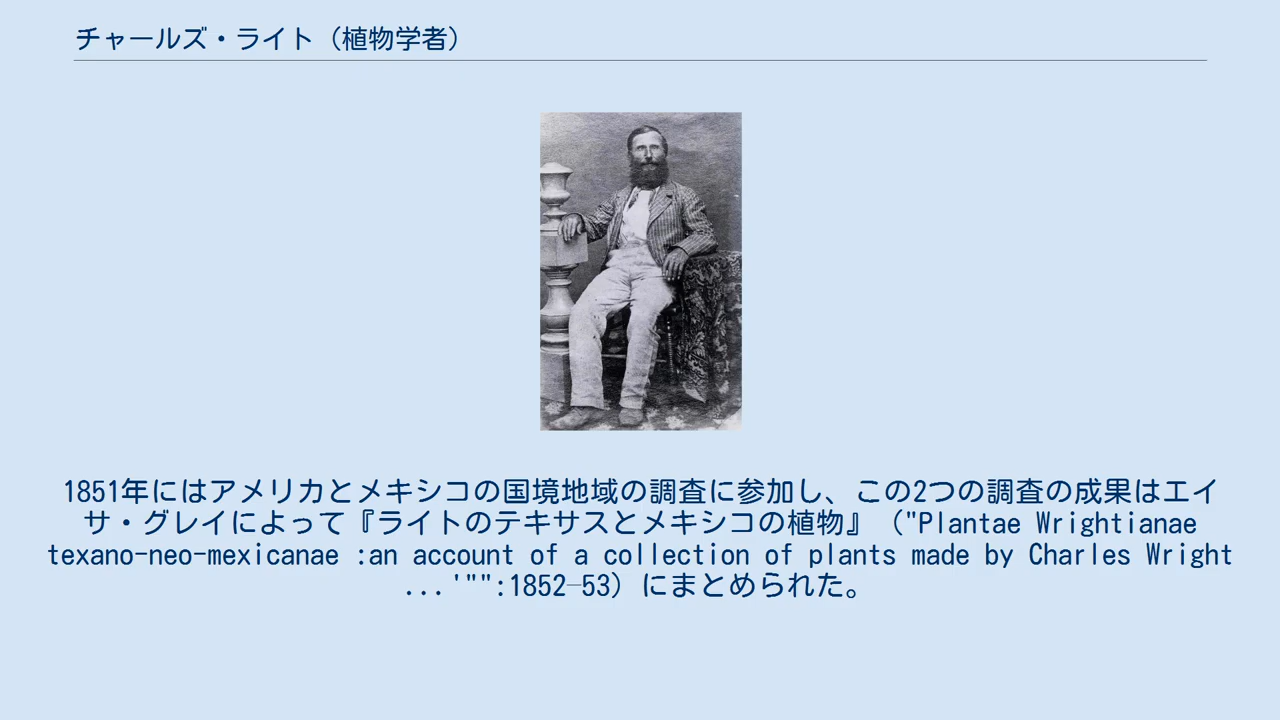 チャールズ・ライト（植物学者）
1851年にはアメリカとメキシコの国境地域の調査に参加し、この2つの調査の成果はエイ
サ・グレイによって『ライトのテキサスとメキシコの植物』（"Plantae Wrightianae
texano-neo-mexicanae :an account of a collection of plants made by Charles Wright
...'"":1852–53）にまとめられた。